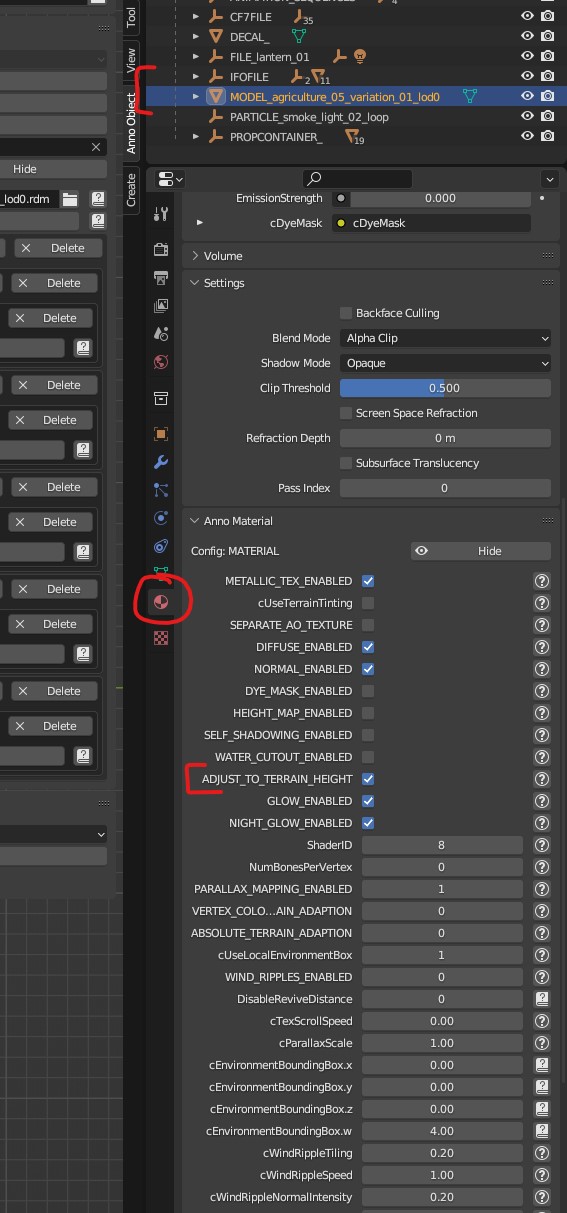 ANIMATION_SEQUENCES 4
CF7FILE 35
DECAL_
FILE_lantern_01
IFOFILE 2 11
MODEL_agriculture_05_variation_01_lod0
PARTICLE_smoke_light_02_loop
PROPCONTAINER_ 19
Tool
View
Anno Object
Create
Hide
_lod0.rdm
Delete
Delete
Delete
Delete
Delete
Delete
Delete
Delete
Delete
Delete
EmissionStrength 0.000
cDyeMask cDyeMask
Volume
Settings
Backface Culling
Blend Mode Alpha Clip
Shadow Mode Opaque
Clip Threshold 0.500
Screen Space Refraction
Refraction Depth 0 m
Subsurface Translucency
Pass Index 0
Anno Material
Config: MATERIAL Hide
METALLIC_TEX_ENABLED ?
cUseTerrainTinting ?
SEPARATE_AO_TEXTURE ?
DIFFUSE_ENABLED ?
NORMAL_ENABLED ?
DYE_MASK_ENABLED ?
HEIGHT_MAP_ENABLED ?
SELF_SHADOWING_ENABLED ?
WATER_CUTOUT_ENABLED ?
ADJUST_TO_TERRAIN_HEIGHT ?
GLOW_ENABLED ?
NIGHT_GLOW_ENABLED ?
ShaderID 8 ?
NumBonesPerVertex 0 ?
PARALLAX_MAPPING_ENABLED 1 ?
VERTEX_COLO...AIN_ADAPTION 0 ?
ABSOLUTE_TERRAIN_ADAPTION 0 ?
cUseLocalEnvironmentBox 1 ?
WIND_RIPPLES_ENABLED 0 ?
DisableReviveDistance 0 ?
cTexScrollSpeed 0.00 ?
cParallaxScale 1.00 ?
cEnvironmentBoundingBox.x 0.00 ?
cEnvironmentBoundingBox.y 0.00 ?
cEnvironmentBoundingBox.z 0.00 ?
cEnvironmentBoundingBox.w 4.00 ?
cWindRippleTiling 0.20 ?
cWindRippleSpeed 1.00 ?
cWindRippleNormalIntensity 0.20 ?